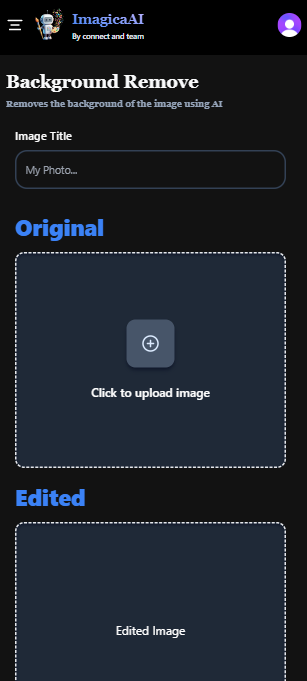 ImagicaAI
By connect and team
Background Remove
Removes the background of the image using AI
Image Title
My Photo...
Original
Click to upload image
Edited
Edited Image